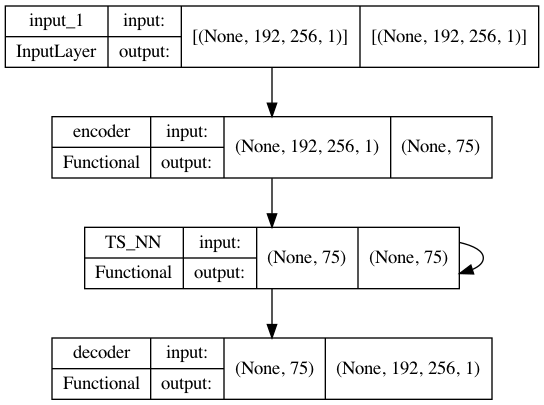 input_1 input: [(None, 192, 256, 1)] [(None, 192, 256, 1)]
InputLayer output:
encoder input: (None, 192, 256, 1) (None, 75)
Functional output:
TS_NN input: (None, 75) (None, 75)
Functional output:
decoder input: (None, 75) (None, 192, 256, 1)
Functional output: